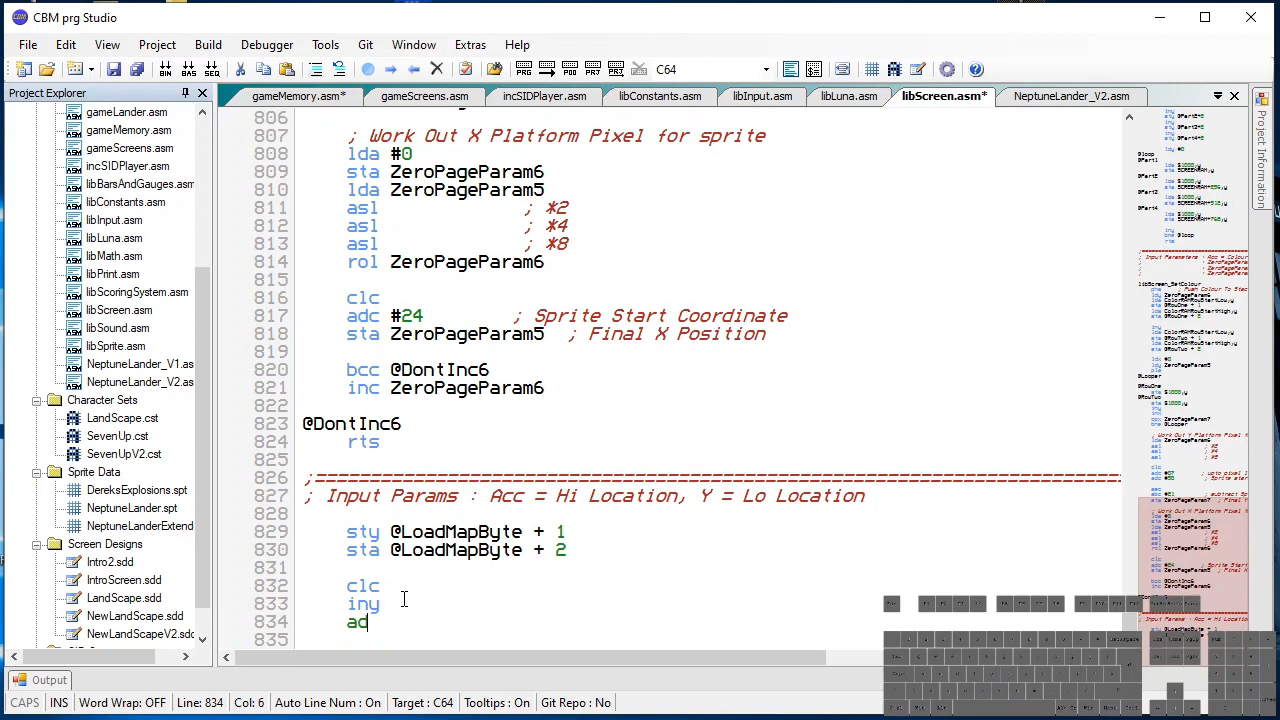 CBM prg Studio
File Edit View Project Build Debugger Tools Git Window Extras Help
C64
Project Explorer
gameMemory.asm* gameScreens.asm incSIDPlayer.asm libConstants.asm libInput.asm libLuna.asm libScreen.asm* NeptuneLander_V2.asm
Project Information
gameLander.asm
gameMemory.asm
gameScreens.asm
incSIDPlayer.asm
libBarsAndGauges.asm
libConstants.asm
libInput.asm
libLuna.asm
libMath.asm
libPrint.asm
libScoringSystem.asm
libScreen.asm
libSound.asm
libSprite.asm
NeptuneLander_V1.as
NeptuneLander_V2.as
Character Sets
LandScape.cst
SevenUp.cst
SevenUpV2.cst
Sprite Data
DereksExplosions.spt
Neptunelander.spt
NeptuneLanderExtend
Screen Designs
Intro2.sdd
IntroScreen.sdd
LandScape.sdd
NewLandScape.sdd
NewLandScapeV2.sdd
806
807 ; Work Out X Platform Pixel for sprite
808 lda #0
809 sta ZeroPageParam6
810 lda ZeroPageParam5
811 asl ; *2
812 asl ; *4
813 asl ; *8
814 rol ZeroPageParam6
815
816 clc
817 adc #24 ; Sprite Start Coordinate
818 sta ZeroPageParam5 ; Final X Position
819
820 bcc @DontInc6
821 inc ZeroPageParam6
822
823 @DontInc6
824 rts
825
826 ;==========================================================================
827 ; Input Params : Acc = Hi Location, Y = Lo Location
828
829 sty @LoadMapByte + 1
830 sta @LoadMapByte + 2
831
832 clc
833 iny
834 ad
835
Output
CAPS Word Wrap: OFF Line: 834 Col: 6 Auto Line Num : On Target : C64 Tooltips : On Git Repo : No